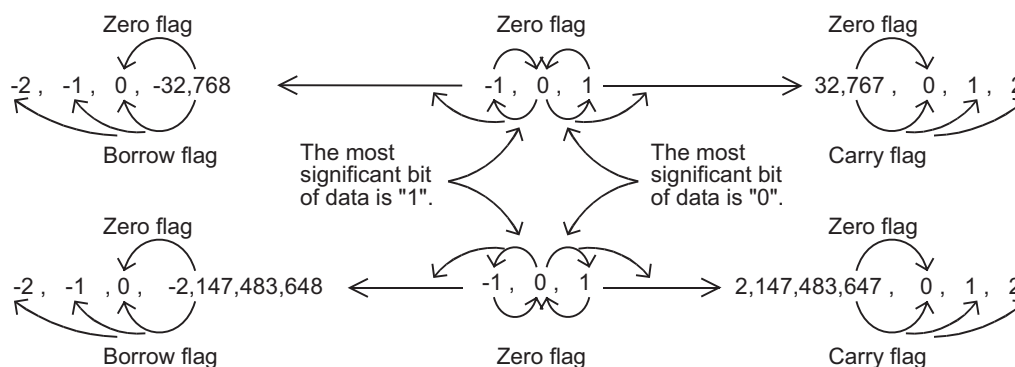 Zero flag Zero flag Zero flag
-2 , -1 , 0 , -32,768 -1 , 0 , 1 32,767 , 0 , 1 , 2
Borrow flag Carry flag
The most
significant bit
of data is "1".
The most
significant bit
of data is "0".
Zero flag Zero flag
-2 , -1 ,0 , -2,147,483,648 -1 , 0 , 1 2,147,483,647 , 0 , 1 , 2
Borrow flag Zero flag Carry flag